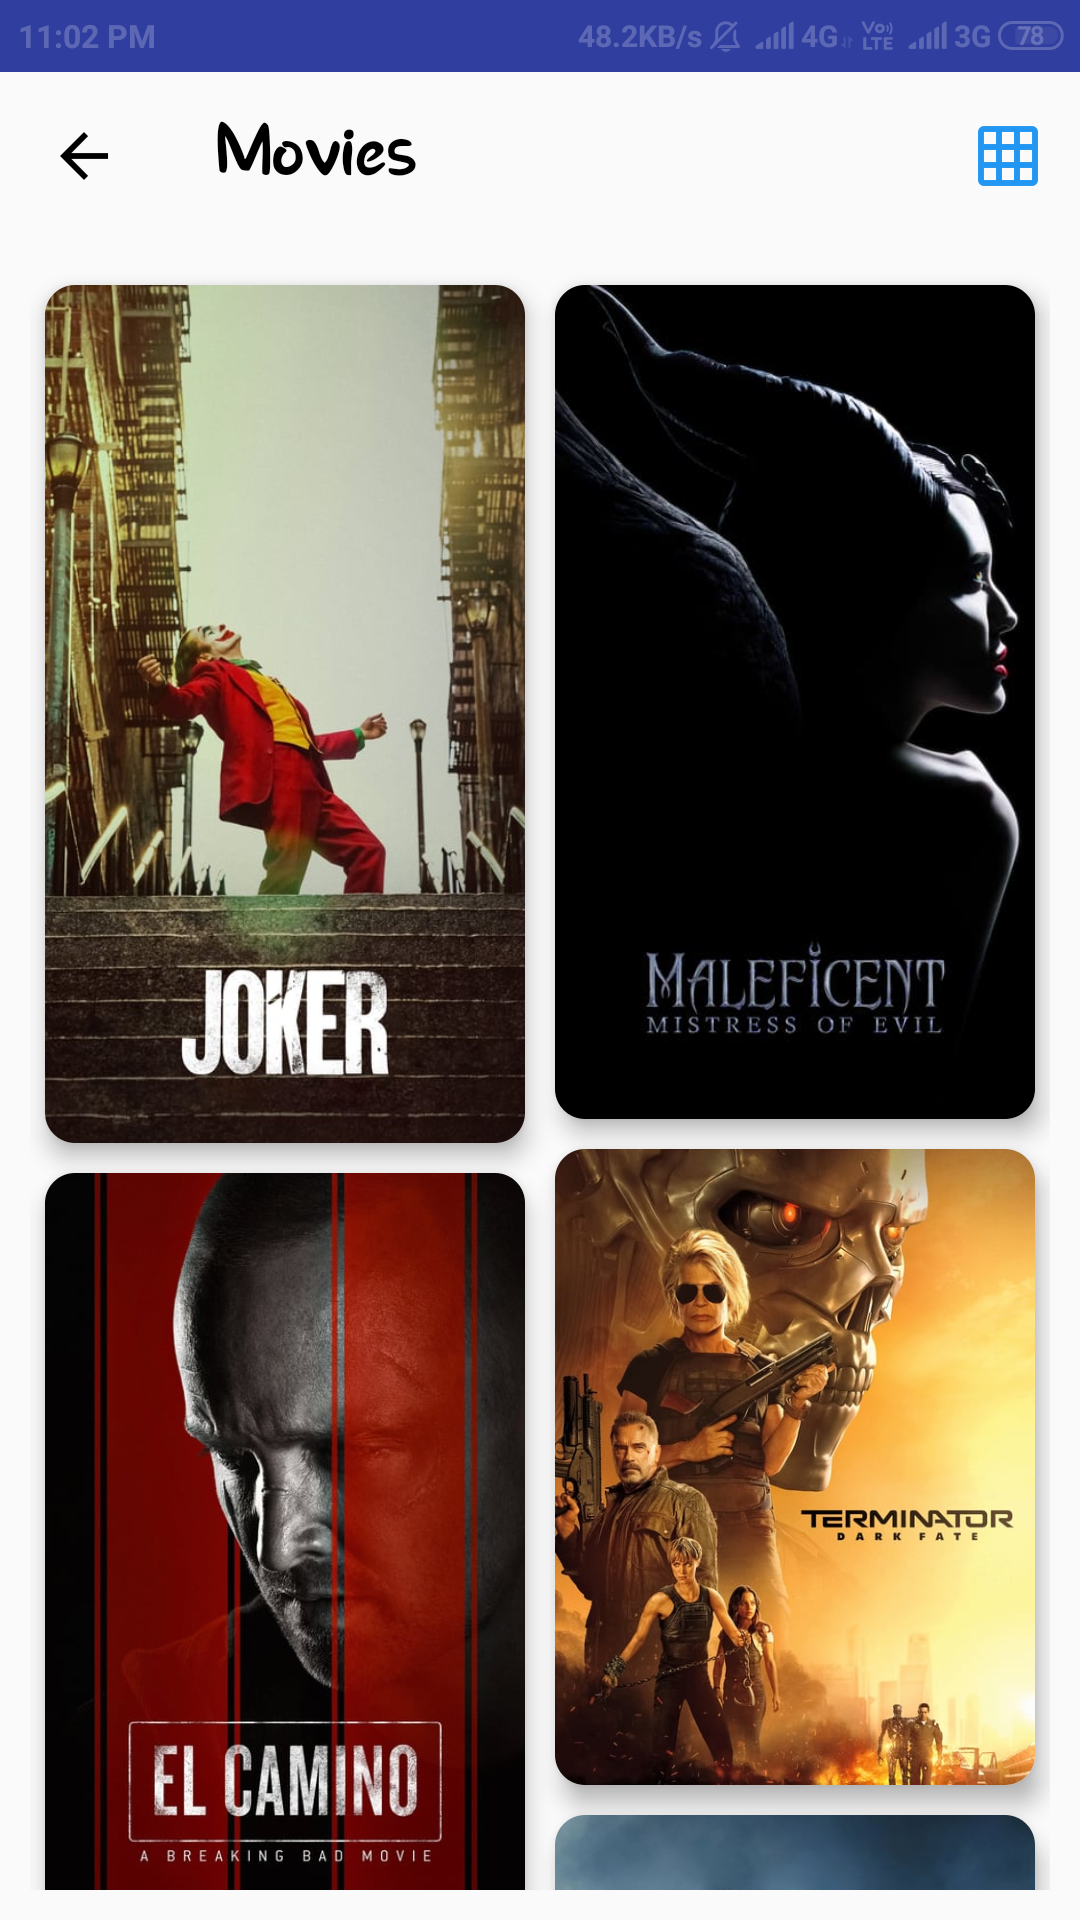 11:02 PM
48.2KB/s 4G Vo)) LTE 3G 78
Movies
JOKER
MALEFICENT
MISTRESS OF EVIL
TERMINATOR
DARK FATE
EL CAMINO
A BREAKING BAD MOVIE